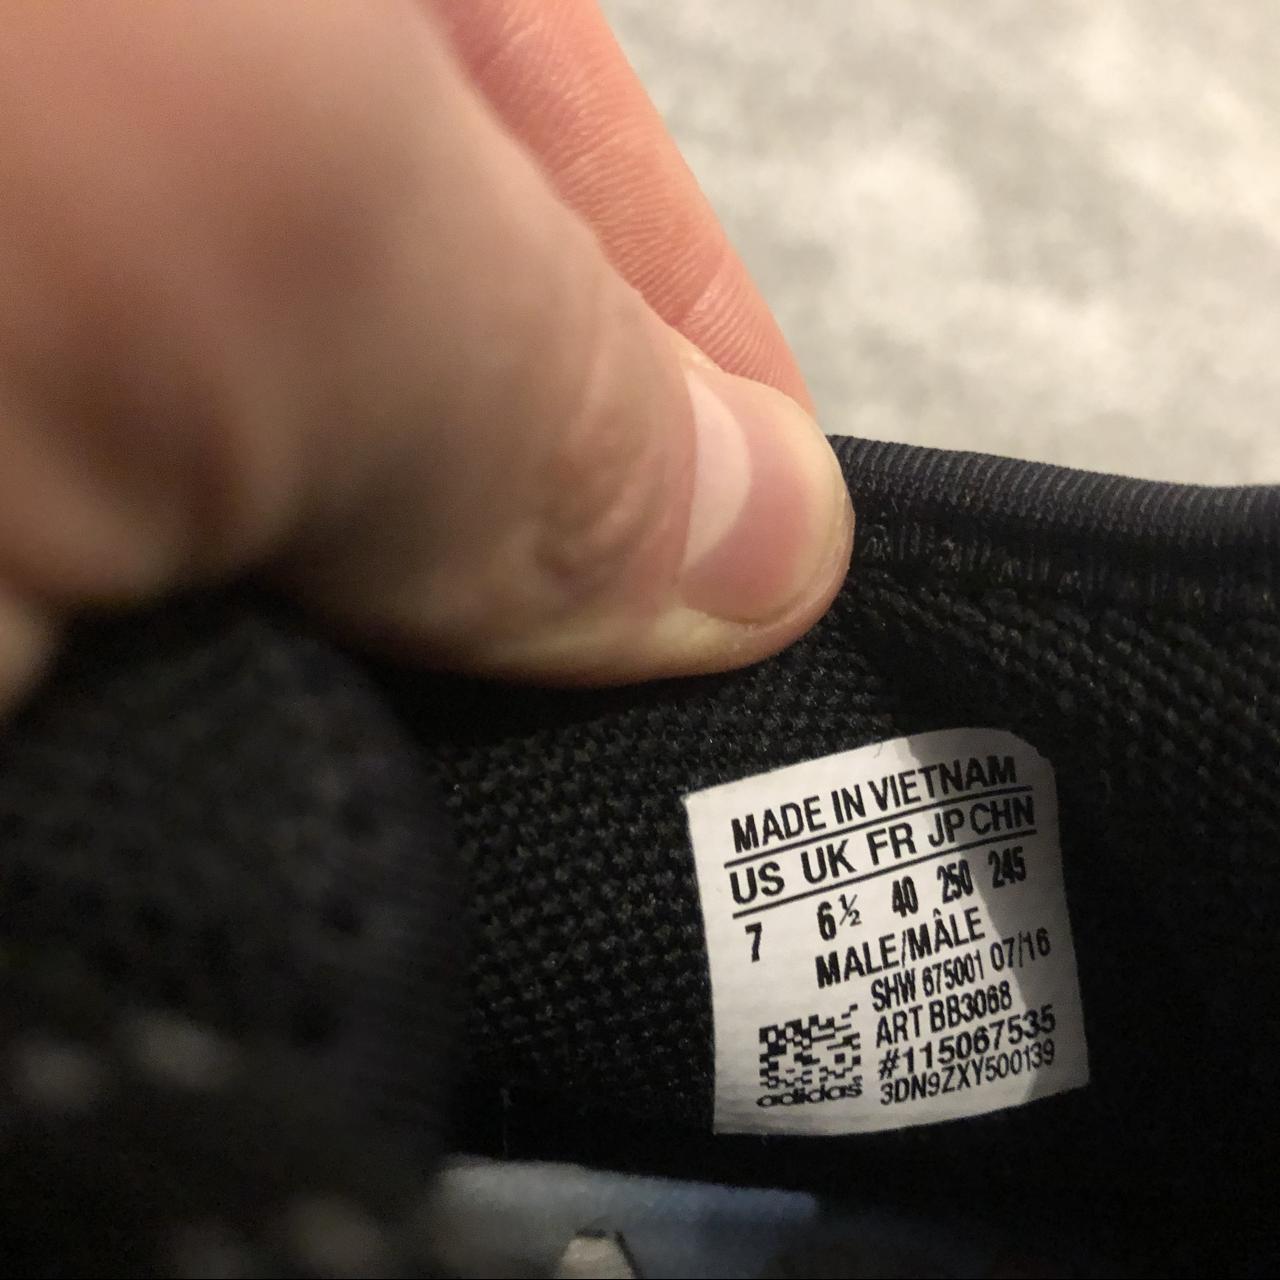 MADE IN VIETNAM
US UK FR JP CHN
7 6½ 40 250 245
MALE/MÂLE
SHW 675001 07/16
ART BB3068
#115067535
3DN9ZXY500139
adidas